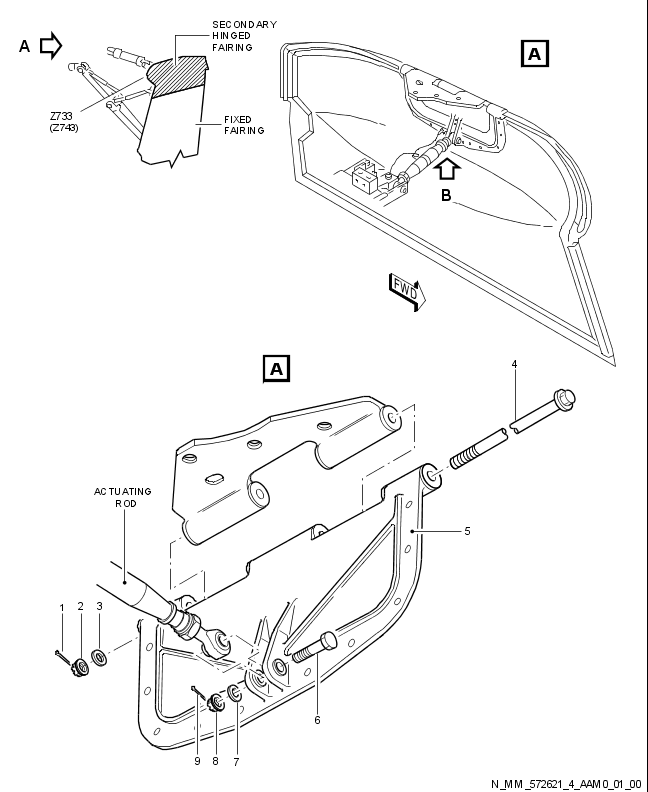 SECONDARY
HINGED
FAIRING
A
A
Z733
(Z743)
FIXED
FAIRING
B
FWD
A
4
ACTUATING
ROD
5
1 2 3
6
9 8 7
N_MM_572621_4_AAM0_01_00